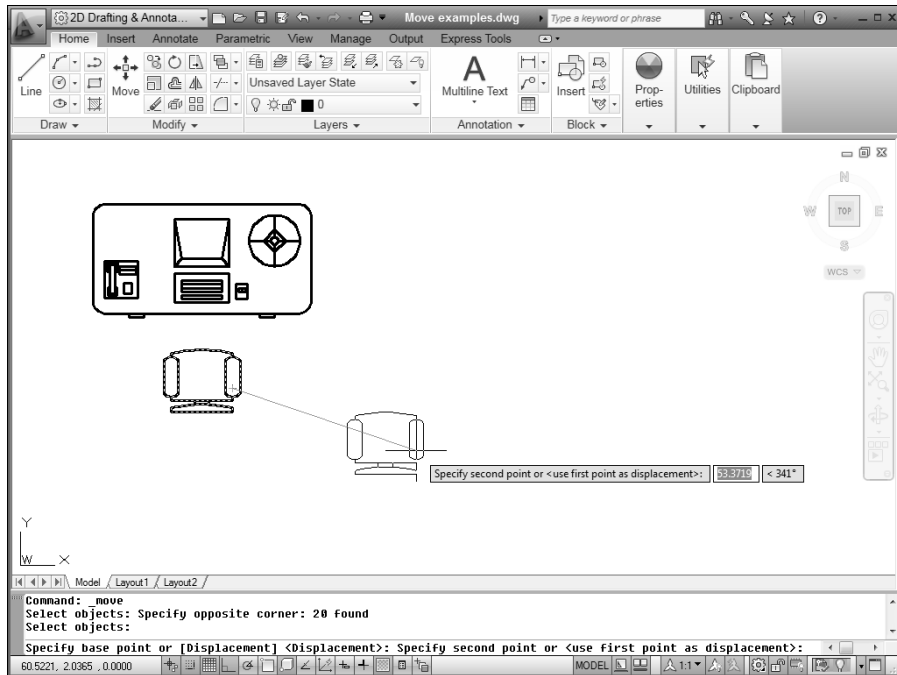 2D Drafting & Annota...
Move examples.dwg
Type a keyword or phrase
Home Insert Annotate Parametric View Manage Output Express Tools
Line
Move
Unsaved Layer State
0
A
Multiline Text
Insert
Prop-
erties
Utilities
Clipboard
Draw
Modify
Layers
Annotation
Block
N
W
TOP
E
S
WCS
Specify second point or <use first point as displacement>: 53.3719 < 341°
Y
W
X
Model Layout1 Layout2
Command: _move
Select objects: Specify opposite corner: 20 found
Select objects:
Specify base point or [Displacement] <Displacement>: Specify second point or <use first point as displacement>:
60.5221, 2.0365 , 0.0000
MODEL
1:1